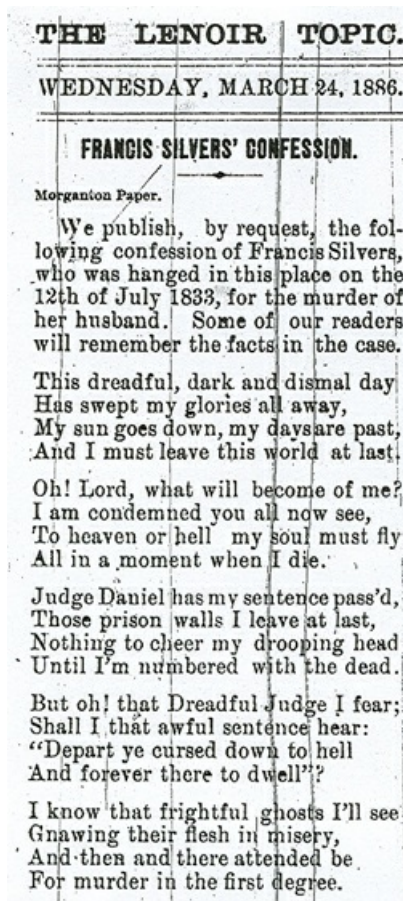 THE LENOIR TOPIC.
WEDNESDAY, MARCH 24, 1886.
FRANCIS SILVERS' CONFESSION.
Morganton Paper.
We publish, by request, the fol-
lowing confession of Francis Silvers,
who was hanged in this place on the
12th of July 1833, for the murder of
her husband. Some of our readers
will remember the facts in the case.
This dreadful, dark and dismal day
Has swept my glories all away,
My sun goes down, my days are past,
And I must leave this world at last.
Oh! Lord, what will become of me?
I am condemned you all now see,
To heaven or hell my soul must fly
All in a moment when I die.
Judge Daniel has my sentence pass'd,
Those prison walls I leave at last,
Nothing to cheer my drooping head
Until I'm numbered with the dead.
But oh! that Dreadful Judge I fear;
Shall I that awful sentence hear:
"Depart ye cursed down to hell
And forever there to dwell"?
I know that frightful ghosts I'll see
Gnawing their flesh in misery,
And then and there attended be
For murder in the first degree.